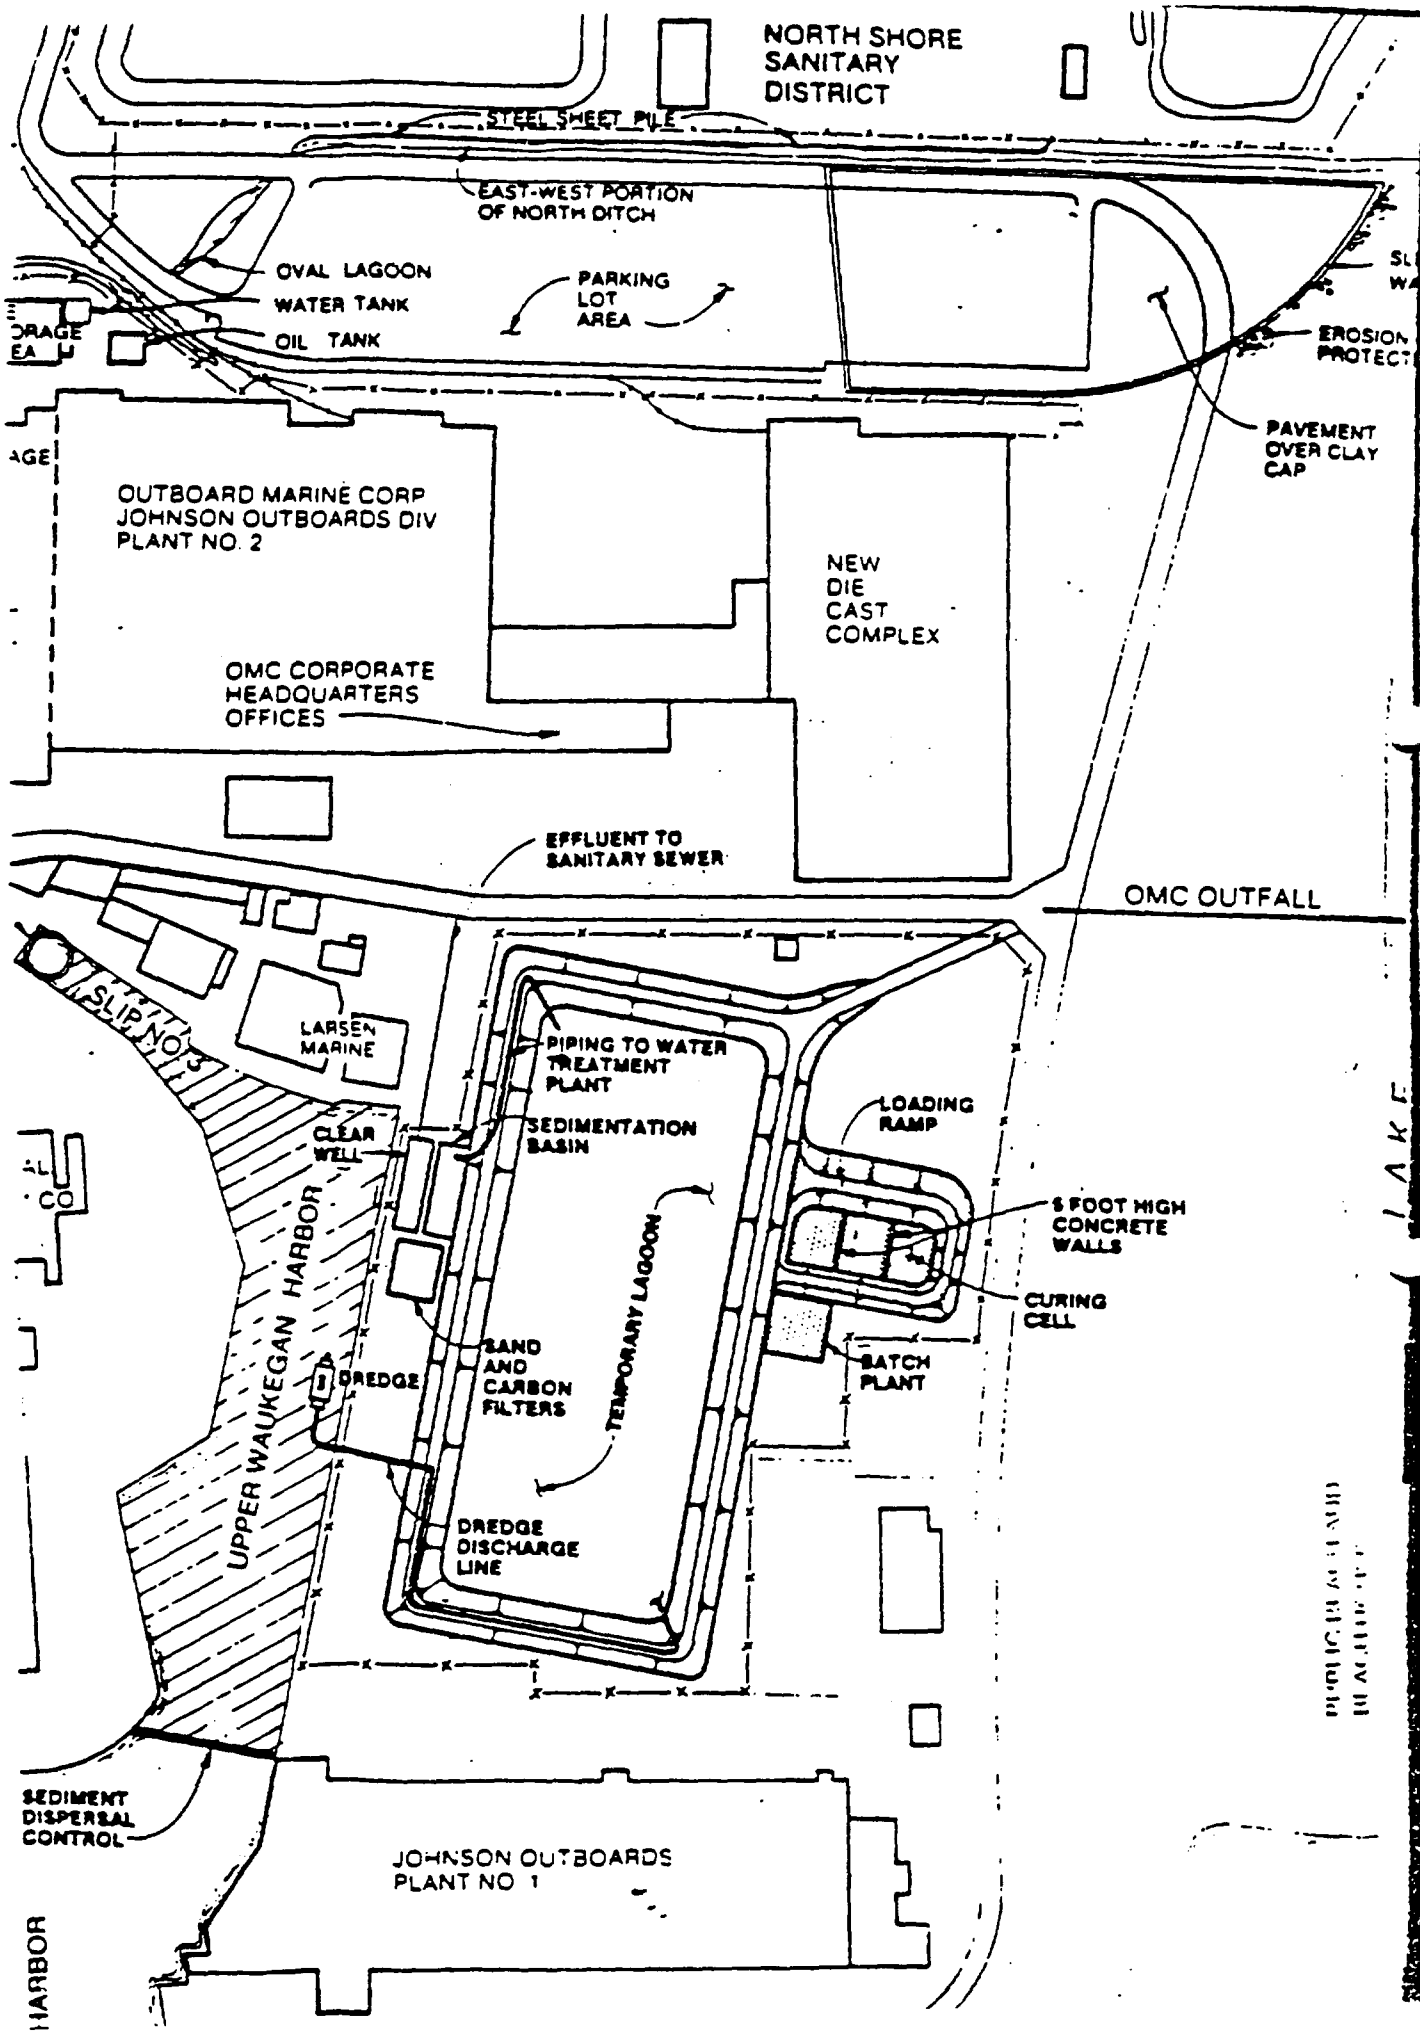 NORTH SHORE
SANITARY
DISTRICT
STEEL SHEET PILE
EAST-WEST PORTION
OF NORTH DITCH
OVAL LAGOON
WATER TANK
OIL TANK
PARKING
LOT
AREA
EROSION
PAVEMENT
OVER CLAY
CAP
OUTBOARD MARINE CORP
JOHNSON OUTBOARDS DIV
PLANT NO. 2
NEW
DIE
CAST
COMPLEX
OMC CORPORATE
HEADQUARTERS
OFFICES
EFFLUENT TO
SANITARY SEWER
OMC OUTFALL
SLIP NO 3
LARSEN
MARINE
PIPING TO WATER
TREATMENT
PLANT
LOADING
RAMP
CLEAR
WELL
SEDIMENTATION
BASIN
LAKE
CO
5 FOOT HIGH
CONCRETE
WALLS
UPPER WAUKEGAN HARBOR
TEMPORARY LAGOON
CURING
CELL
SAND
AND
CARBON
FILTERS
BATCH
PLANT
DREDGE
DREDGE
DISCHARGE
LINE
SEDIMENT
DISPERSAL
CONTROL
JOHNSON OUTBOARDS
PLANT NO 1
HARBOR